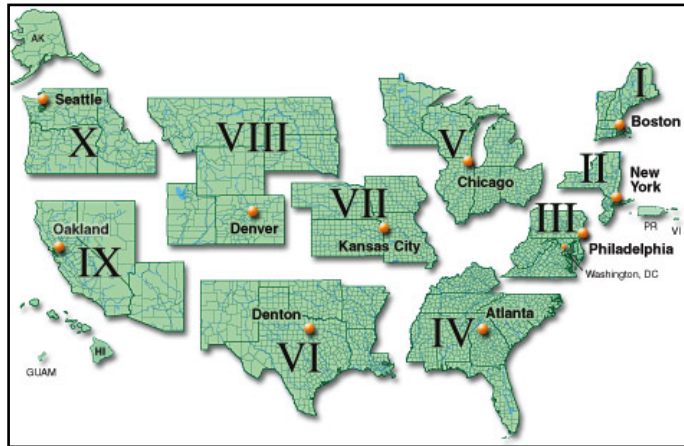 AK
Seattle
X
VIII
V
Chicago
I
Boston
II
New
York
PR
VI
III
Philadelphia
Washington, DC
VII
Kansas City
Denver
Oakland
IX
HI
GUAM
Denton
VI
IV
Atlanta